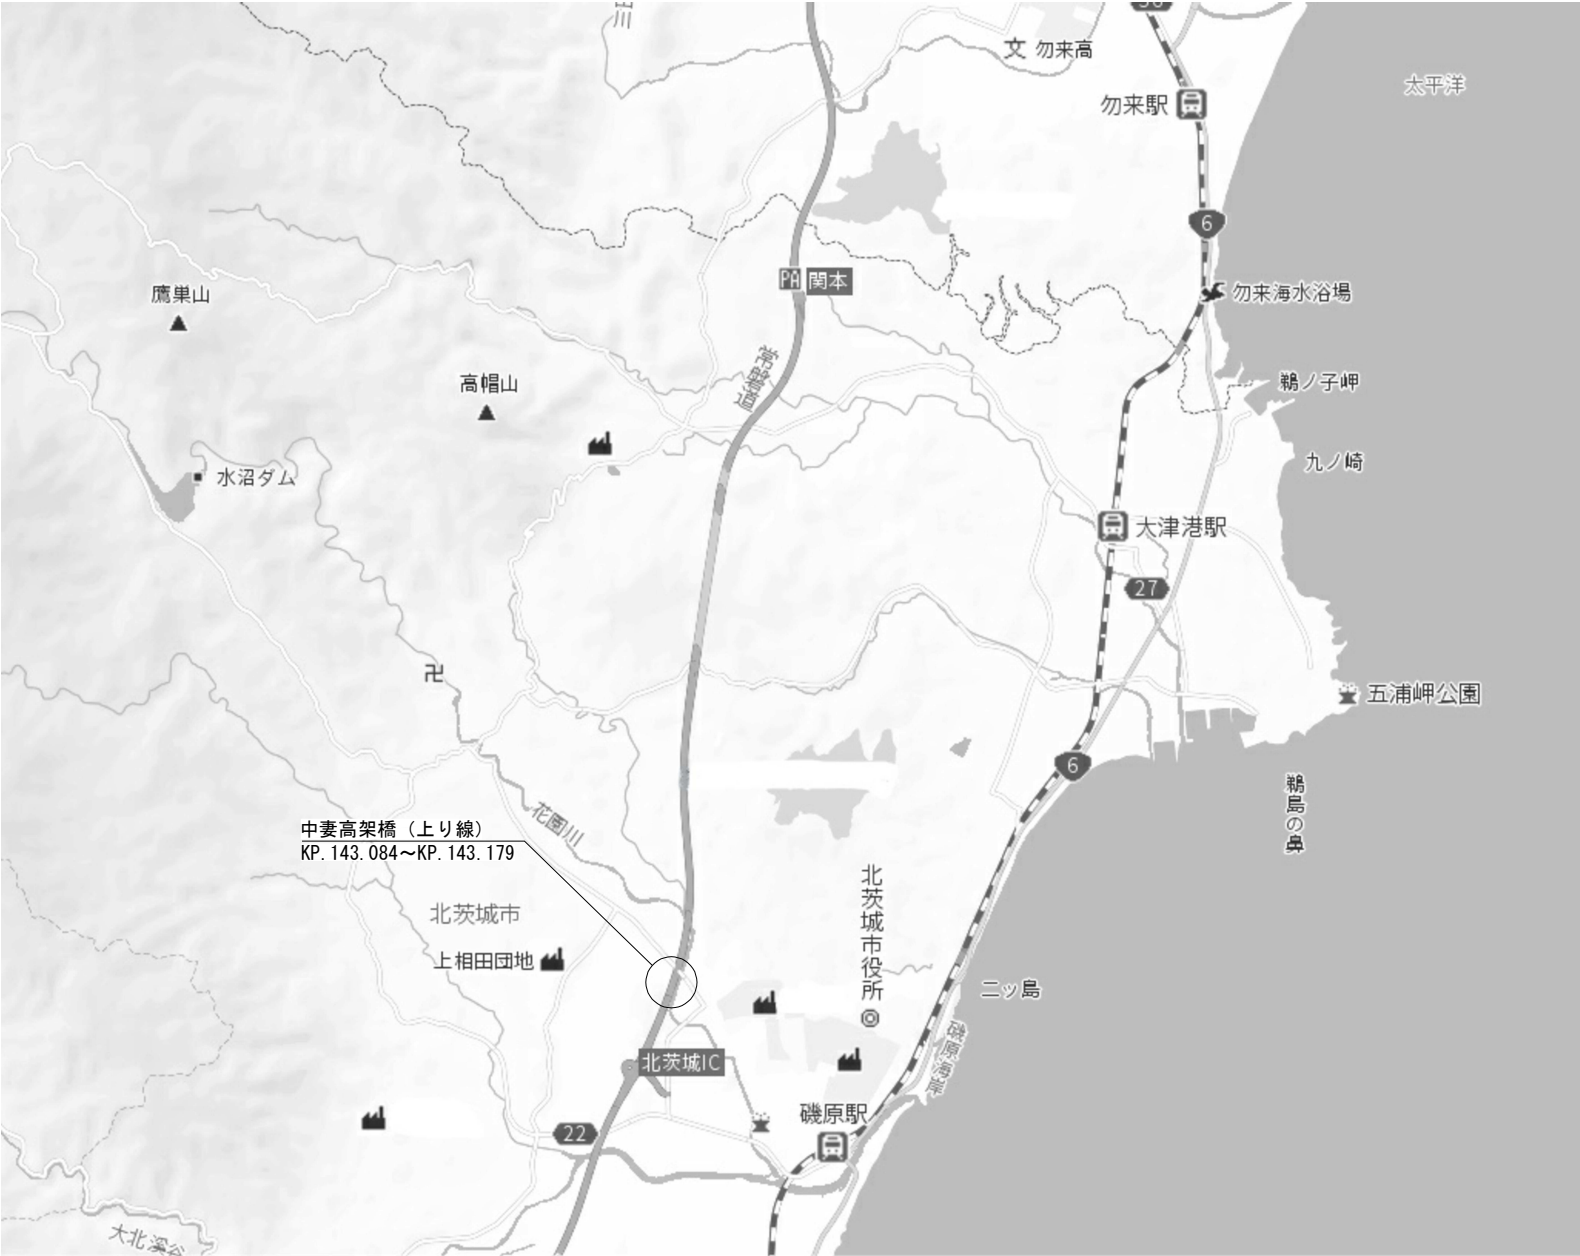 勿来高
太平洋
勿来駅
6
PA 関本
勿来海水浴場
鷹巣山
高帽山
常磐道
鵜ノ子岬
九ノ崎
水沼ダム
大津港駅
27
卍
五浦岬公園
6
鵜島の鼻
花園川
中妻高架橋（上り線）
KP.143.084～KP.143.179
北茨城市
上相田団地
北茨城市役所
二ッ島
磯原海岸
北茨城IC
磯原駅
22
大北渓谷